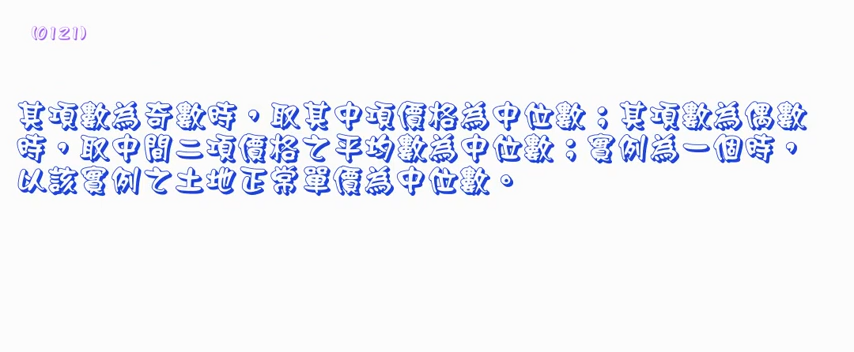 (0121)
其項數為奇數時，取其中項價格為中位數；其項數為偶數
時，取中間二項價格之平均數為中位數；實例為一個時，
以該實例之土地正常單價為中位數。